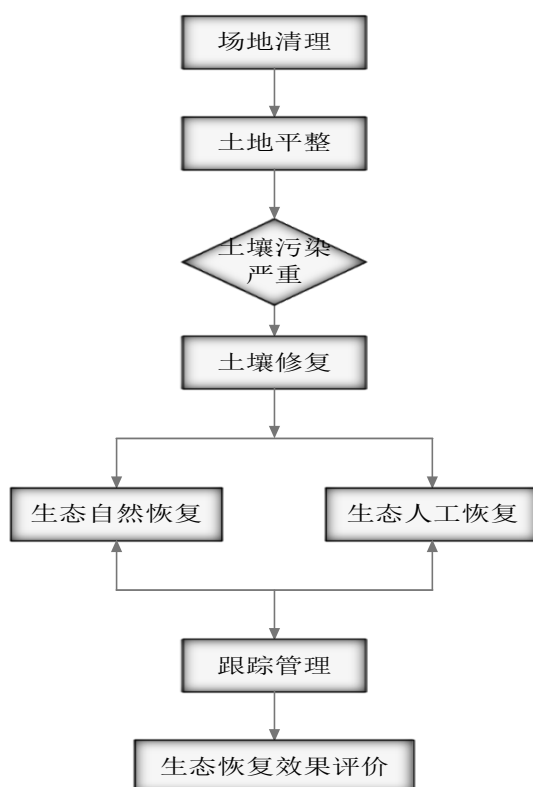 场地清理
土地平整
土壤污染
严重
土壤修复
生态自然恢复
生态人工恢复
跟踪管理
生态恢复效果评价